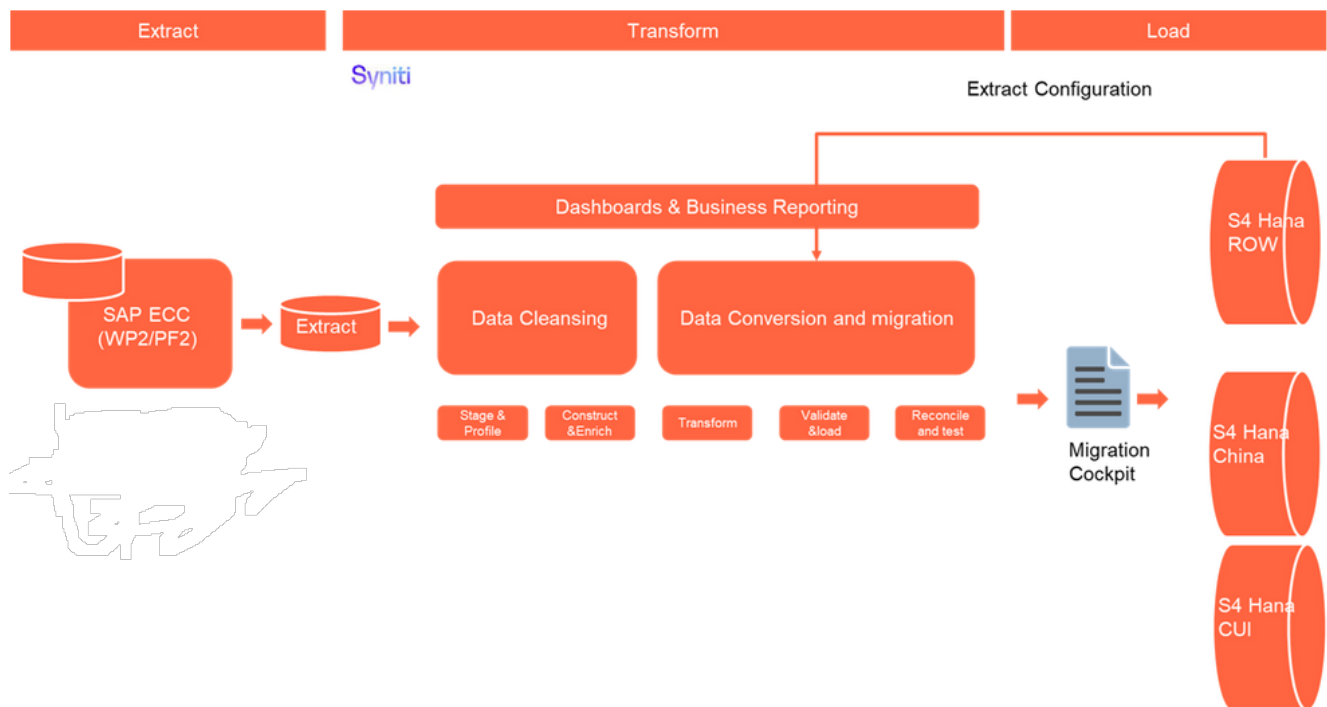 Extract
Transform
Load
Syniti
Extract Configuration
Dashboards & Business Reporting
S4 Hana
ROW
SAP ECC
(WP2/PF2)
Extract
Data Cleansing
Data Conversion and migration
Stage &
Profile
Construct
&Enrich
Transform
Validate
&load
Reconcile
and test
Migration
Cockpit
S4 Hana
China
S4 Hana
CUI